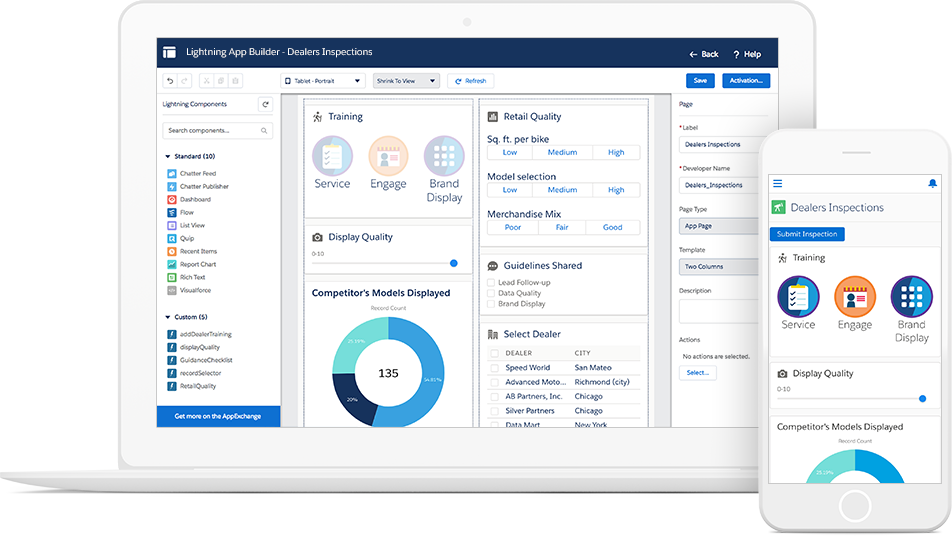 Lightning App Builder - Dealers Inspections
Back
? Help
Tablet - Portrait
Shrink To View
Refresh
Save
Activation...
Lightning Components
Search components...
Standard (10)
Chatter Feed
Chatter Publisher
Dashboard
Flow
List View
Quip
Recent Items
Report Chart
Rich Text
Visualforce
Custom (5)
addDealerTraining
displayQuality
GuidanceChecklist
recordSelector
RetailQuality
Get more on the AppExchange
Training
Service
Engage
Brand
Display
Display Quality
0-10
Competitor's Models Displayed
Record Count
25.19%
54.81%
20%
135
Retail Quality
Sq. ft. per bike
Low Medium High
Model selection
Low Medium High
Merchandise Mix
Poor Fair Good
Guidelines Shared
Lead Follow-up
Data Quality
Brand Display
Select Dealer
DEALER CITY
Speed World San Mateo
Advanced Moto... Richmond (city)
AB Partners, Inc. Chicago
Silver Partners Chicago
Data Mart New York
Page
*Label
Dealers Inspections
*Developer Name
Dealers_Inspections
Page Type
App Page
Template
Two Columns
Description
Actions
No actions are selected.
Select...
Dealers Inspections
Submit Inspection
Training
Service
Engage
Brand
Display
Display Quality
0-10
Competitor's Models Displayed
Record Count
25.19%